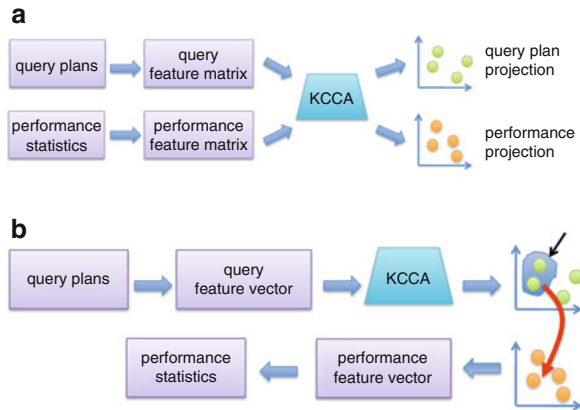 a
query plans
query
feature matrix
KCCA
query plan
projection
performance
statistics
performance
feature matrix
performance
projection
b
query plans
query
feature vector
KCCA
performance
statistics
performance
feature vector